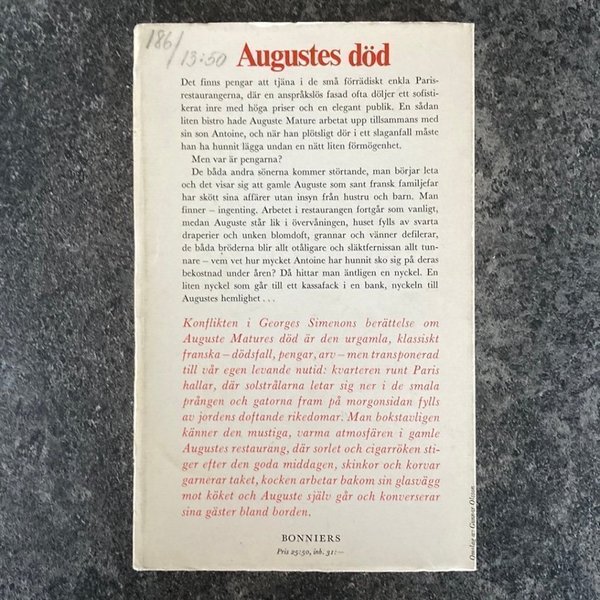 186/13:50
Augustes död
Det finns pengar att tjäna i de små förrädiskt enkla Paris-
restaurangerna, där en anspråkslös fasad ofta döljer ett sofisti-
kerat inre med höga priser och en elegant publik. En sådan
liten bistro hade Auguste Mature arbetat upp tillsammans med
sin son Antoine, och när han plötsligt dör i ett slaganfall måste
han ha hunnit lägga undan en nätt liten förmögenhet.
Men var är pengarna?
De båda andra sönerna kommer störtande, man börjar leta
och det visar sig att gamle Auguste som sant fransk familjefar
har skött sina affärer utan insyn från hustru och barn. Man
finner – ingenting. Arbetet i restaurangen fortgår som vanligt,
medan Auguste står lik i övervåningen, huset fylls av svarta
draperier och unken blomdoft, grannar och vänner defilerar,
de båda bröderna blir allt otåligare och släktfernissan allt tun-
nare – vem vet hur mycket Antoine har hunnit sko sig på deras
bekostnad under åren? Då hittar man äntligen en nyckel. En
liten nyckel som går till ett kassafack i en bank, nyckeln till
Augustes hemlighet . . .
Konflikten i Georges Simenons berättelse om
Auguste Matures död är den urgamla, klassiskt
franska – dödsfall, pengar, arv – men transponerad
till vår egen levande nutid: kvarteren runt Paris
hallar, där solstrålarna letar sig ner i de smala
prången och gatorna fram på morgonsidan fylls
av jordens doftande rikedomar. Man bokstavligen
känner den mustiga, varma atmosfären i gamle
Augustes restaurang, där sorlet och cigarröken sti-
ger efter den goda middagen, skinkor och korvar
garnerar taket, kocken arbetar bakom sin glasvägg
mot köket och Auguste själv går och konverserar
sina gäster bland borden.
BONNIERS
Pris 25:50, inb. 31:–
Omslag av Gunnar Olsson